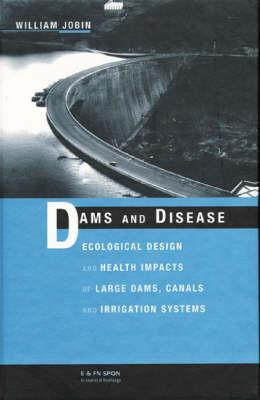 WILLIAM JOBIN
DAMS AND DISEASE
ECOLOGICAL DESIGN
AND HEALTH IMPACTS
OF LARGE DAMS, CANALS
AND IRRIGATION SYSTEMS
E & FN SPON